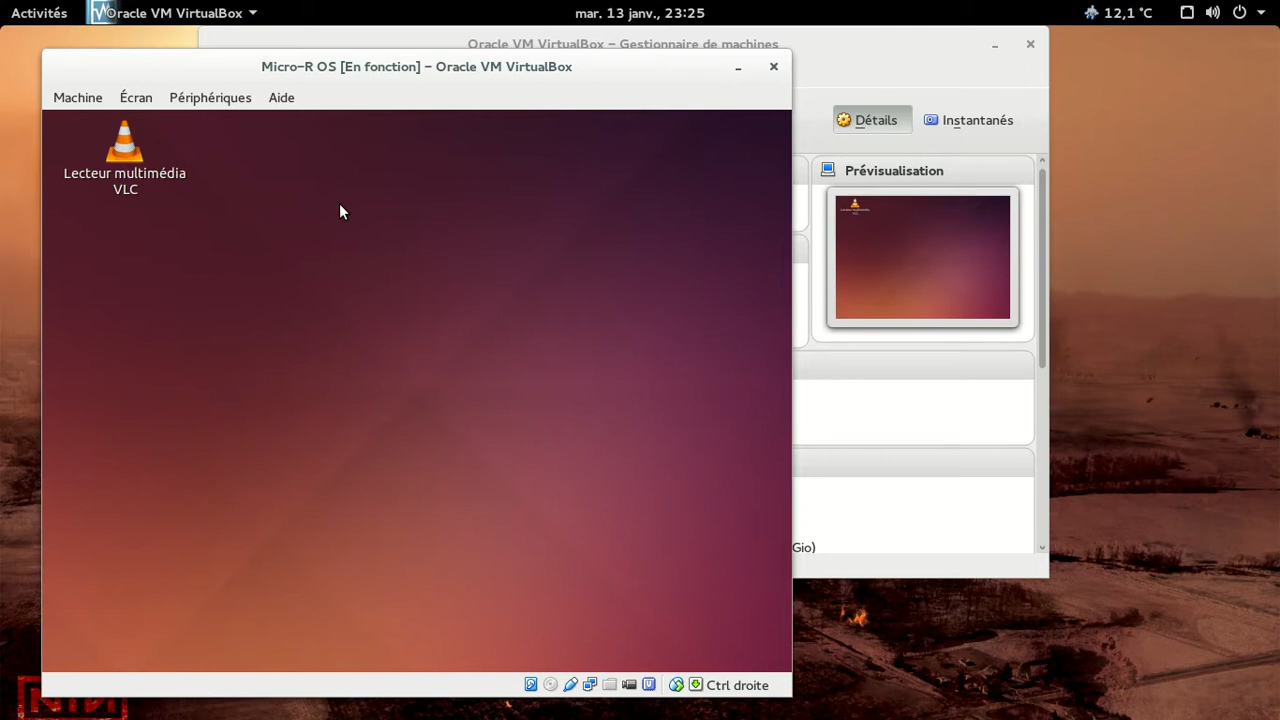 Activités
Oracle VM VirtualBox
mar. 13 janv., 23:25
12,1 °C
Oracle VM VirtualBox – Gestionnaire de machines
Micro-R OS [En fonction] – Oracle VM VirtualBox
Machine
Écran
Périphériques
Aide
Détails
Instantanés
Lecteur multimédia
VLC
Prévisualisation
Gio)
Ctrl droite